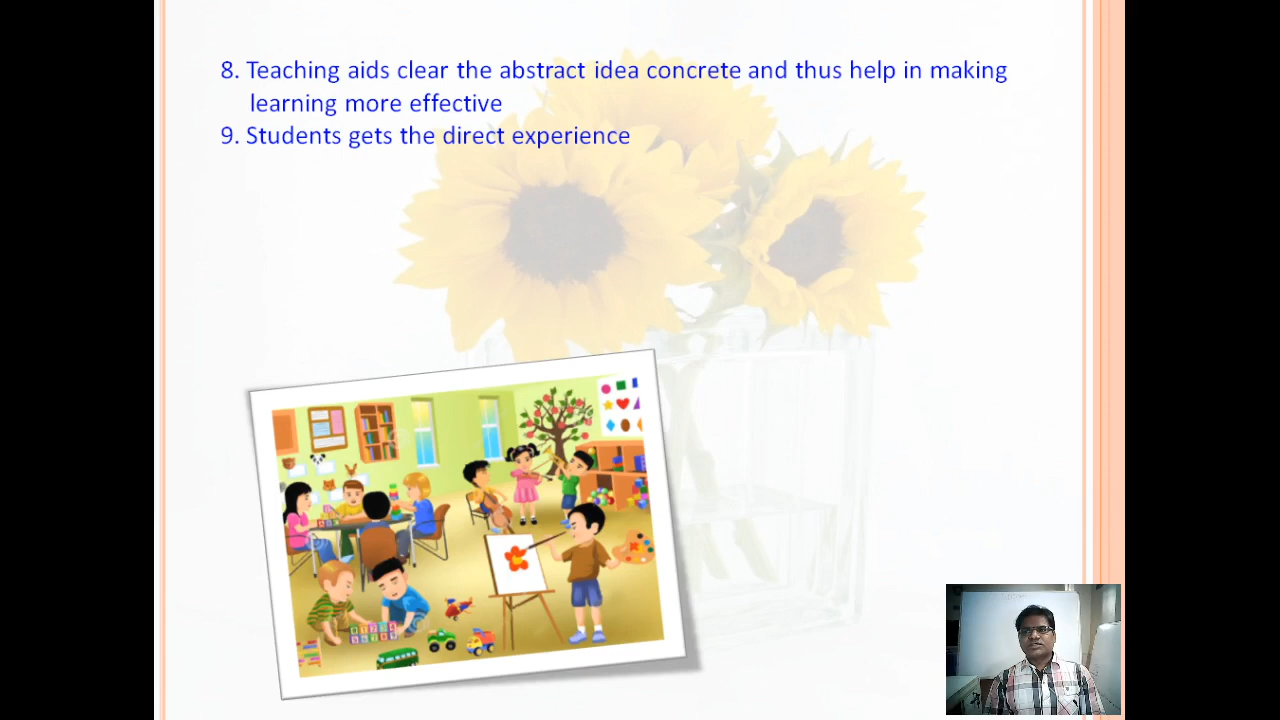 8. Teaching aids clear the abstract idea concrete and thus help in making
learning more effective
9. Students gets the direct experience